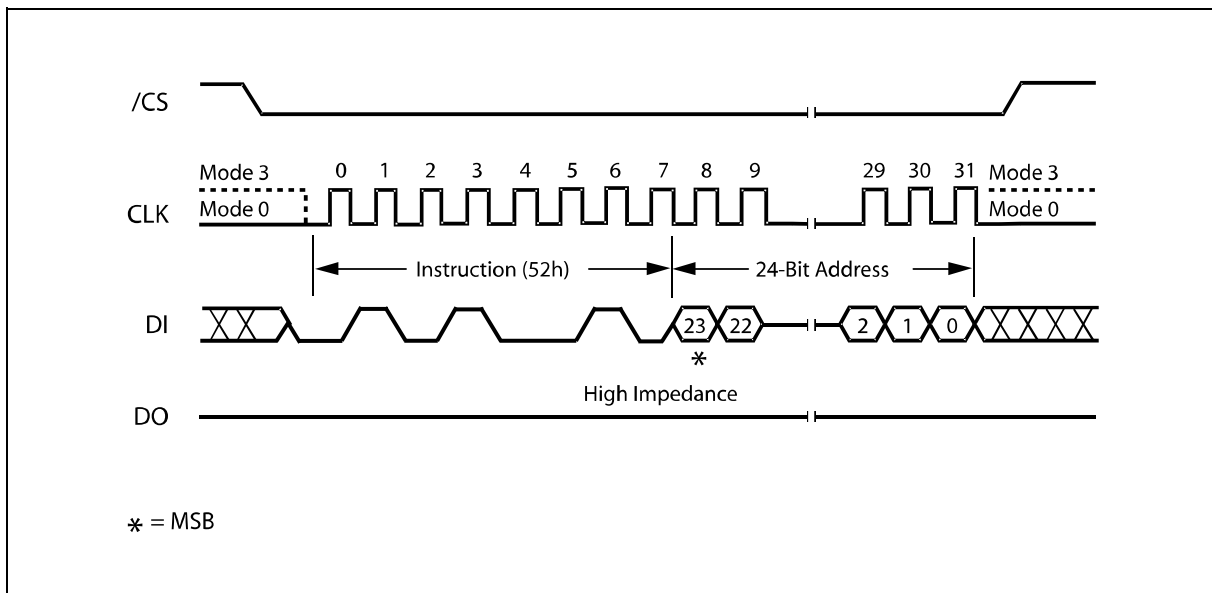 /CS
Mode 3 0 1 2 3 4 5 6 7 8 9 29 30 31 Mode 3
CLK Mode 0 Mode 0
Instruction (52h) 24-Bit Address
DI 23 22 2 1 0
*
High Impedance
DO
* = MSB